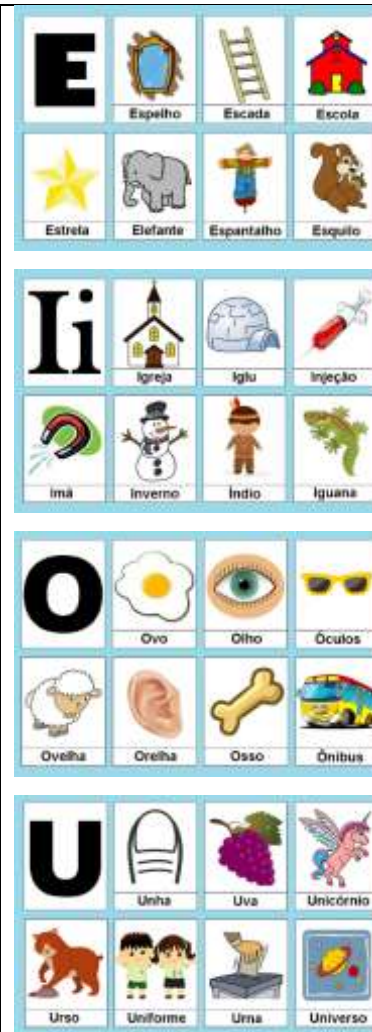 E
Espelho Escada Escola
Estrela Elefante Espantalho Esquilo
Ii
Igreja Iglu Injeção
Imã Inverno Índio Iguana
O
Ovo Olho Óculos
Ovelha Orelha Osso Ônibus
U
Unha Uva Unicórnio
Urso Uniforme Urna Universo